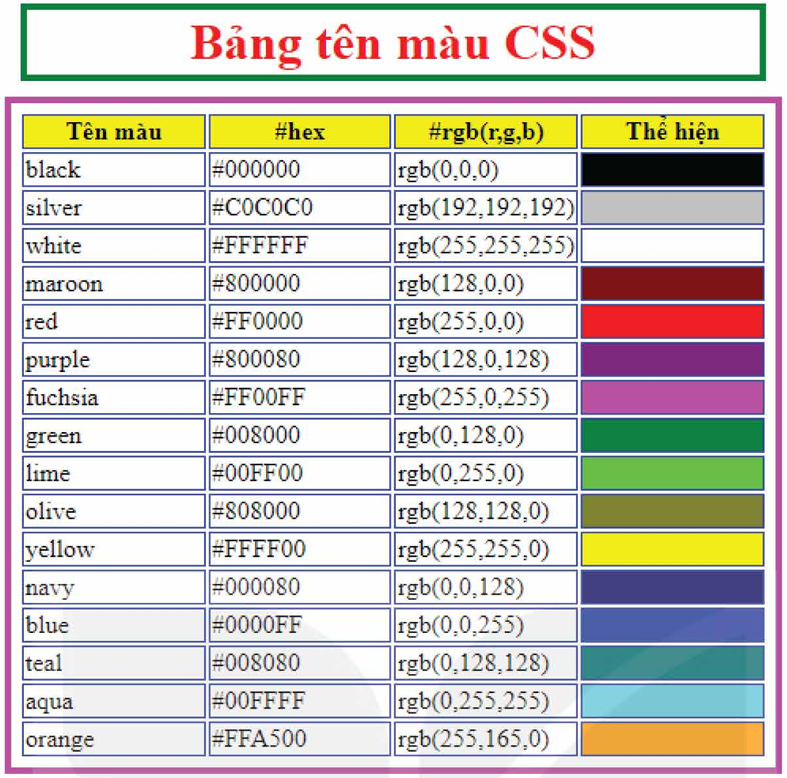 Bảng tên màu CSS
Tên màu #hex #rgb(r,g,b) Thể hiện
black #000000 rgb(0,0,0)
silver #C0C0C0 rgb(192,192,192)
white #FFFFFF rgb(255,255,255)
maroon #800000 rgb(128,0,0)
red #FF0000 rgb(255,0,0)
purple #800080 rgb(128,0,128)
fuchsia #FF00FF rgb(255,0,255)
green #008000 rgb(0,128,0)
lime #00FF00 rgb(0,255,0)
olive #808000 rgb(128,128,0)
yellow #FFFF00 rgb(255,255,0)
navy #000080 rgb(0,0,128)
blue #0000FF rgb(0,0,255)
teal #008080 rgb(0,128,128)
aqua #00FFFF rgb(0,255,255)
orange #FFA500 rgb(255,165,0)